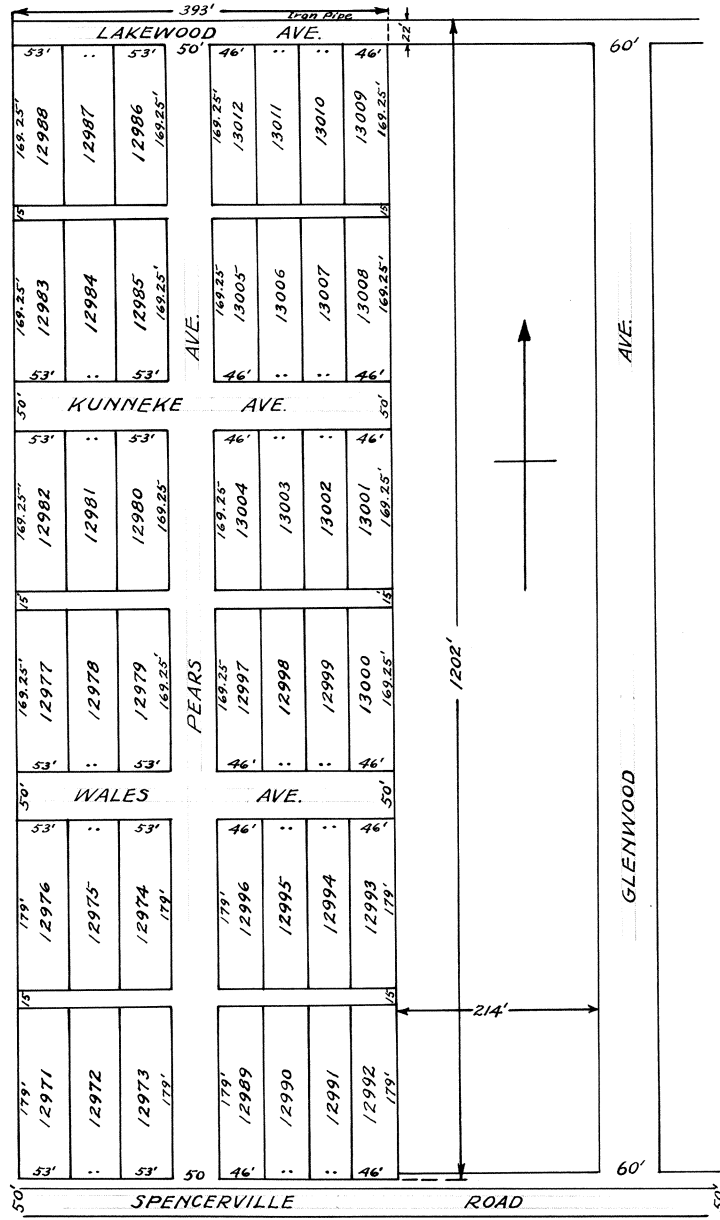 393'
Iron Pipe
LAKEWOOD AVE.
22'
53' .. 53' 50' 46' .. .. 46' 60'
169.25' 12988 12987 12986 169.25' 169.25' 13012 13011 13010 13009 169.25'
15' 15'
169.25' 12983 12984 12985 169.25' 169.25 13005 13006 13007 13008 169.25'
AVE. AVE.
53' .. 53' 46' .. .. 46'
50' KUNNEKE AVE. 50'
53' .. 53' 46' .. .. 46'
169.25' 12982 12981 12980 169.25 169.25 13004 13003 13002 13001 169.25'
15' 15'
169.25' 12977 12978 12979 169.25' 169.25 12997 12998 12999 13000 169.25'
PEARS
1202'
53' .. 53' 46' .. .. 46'
50' WALES AVE. 50'
53' .. 53' 46' .. .. 46'
GLENWOOD
179' 12976 12975 12974 179' 179' 12996 12995 12994 12993 179'
15' 15'
214'
179' 12971 12972 12973 179' 179' 12989 12990 12991 12992 179'
53' .. 53' 50 46' .. .. 46' 60'
50' SPENCERVILLE ROAD 50'